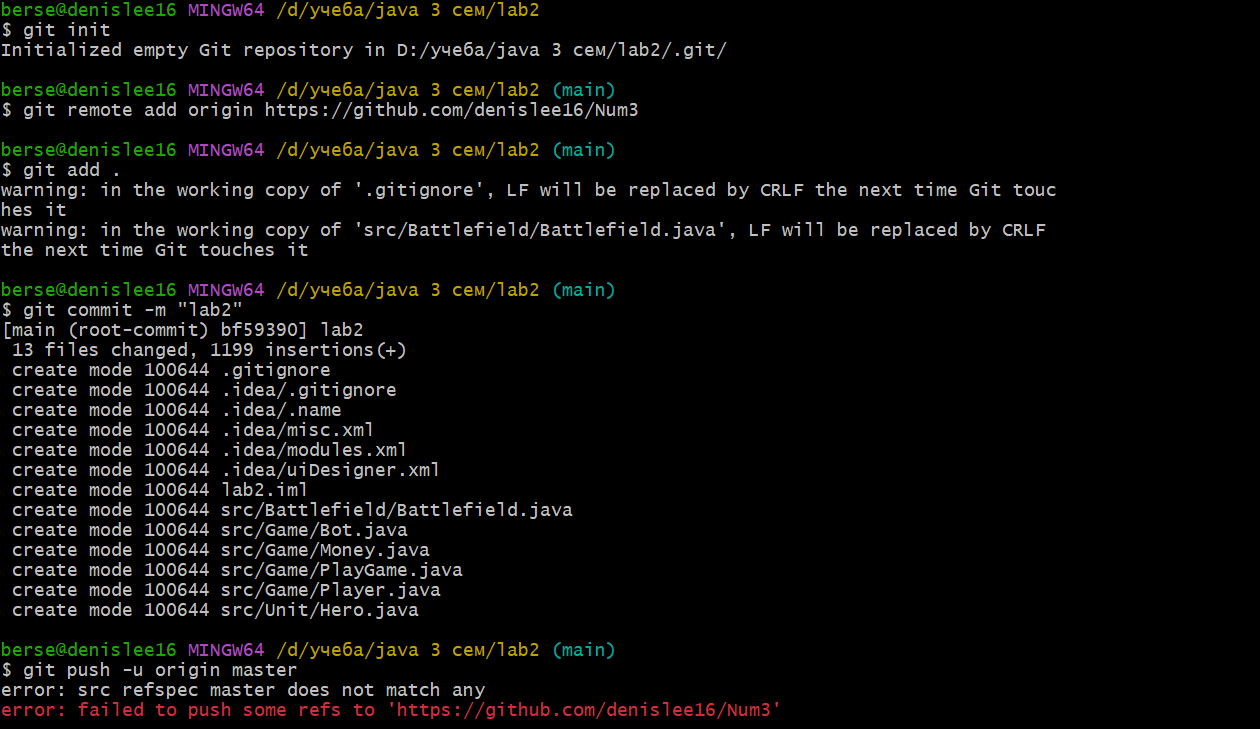 berse@denislee16 MINGW64 /d/учеба/java 3 сем/lab2
$ git init
Initialized empty Git repository in D:/учеба/java 3 сем/lab2/.git/
berse@denislee16 MINGW64 /d/учеба/java 3 сем/lab2 (main)
$ git remote add origin https://github.com/denislee16/Num3
berse@denislee16 MINGW64 /d/учеба/java 3 сем/lab2 (main)
$ git add .
warning: in the working copy of '.gitignore', LF will be replaced by CRLF the next time Git touc
hes it
warning: in the working copy of 'src/Battlefield/Battlefield.java', LF will be replaced by CRLF
the next time Git touches it
berse@denislee16 MINGW64 /d/учеба/java 3 сем/lab2 (main)
$ git commit -m "lab2"
[main (root-commit) bf59390] lab2
 13 files changed, 1199 insertions(+)
 create mode 100644 .gitignore
 create mode 100644 .idea/.gitignore
 create mode 100644 .idea/.name
 create mode 100644 .idea/misc.xml
 create mode 100644 .idea/modules.xml
 create mode 100644 .idea/uiDesigner.xml
 create mode 100644 lab2.iml
 create mode 100644 src/Battlefield/Battlefield.java
 create mode 100644 src/Game/Bot.java
 create mode 100644 src/Game/Money.java
 create mode 100644 src/Game/PlayGame.java
 create mode 100644 src/Game/Player.java
 create mode 100644 src/Unit/Hero.java
berse@denislee16 MINGW64 /d/учеба/java 3 сем/lab2 (main)
$ git push -u origin master
error: src refspec master does not match any
error: failed to push some refs to 'https://github.com/denislee16/Num3'